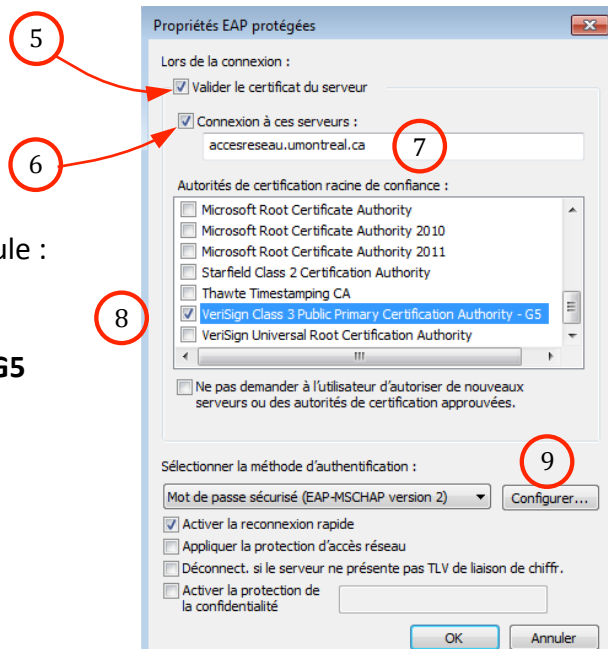 Propriétés EAP protégées
5
Lors de la connexion :
Valider le certificat du serveur
6
Connexion à ces serveurs :
accesreseau.umontreal.ca
7
Autorités de certification racine de confiance :
Microsoft Root Certificate Authority
Microsoft Root Certificate Authority 2010
Microsoft Root Certificate Authority 2011
ule :
Starfield Class 2 Certification Authority
Thawte Timestamping CA
8
VeriSign Class 3 Public Primary Certification Authority - G5
VeriSign Universal Root Certification Authority
G5
Ne pas demander à l'utilisateur d'autoriser de nouveaux
serveurs ou des autorités de certification approuvées.
Sélectionner la méthode d'authentification :
9
Mot de passe sécurisé (EAP-MSCHAP version 2)
Configurer...
Activer la reconnexion rapide
Appliquer la protection d'accès réseau
Déconnect. si le serveur ne présente pas TLV de liaison de chiffr.
Activer la protection de
la confidentialité
OK
Annuler